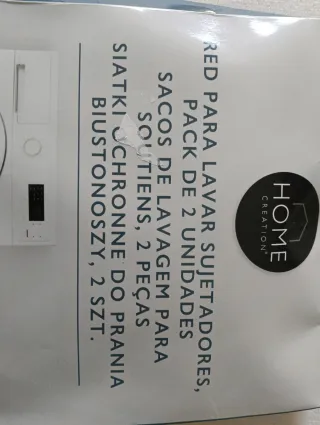 HOME
CREATION
RED PARA LAVAR SUJETADORES,
PACK DE 2 UNIDADES
SACOS DE LAVAGEM PARA
SOUTIENS, 2 PEÇAS
SIATKI OCHRONNE DO PRANIA
BIUSTONOSZY, 2 SZT.